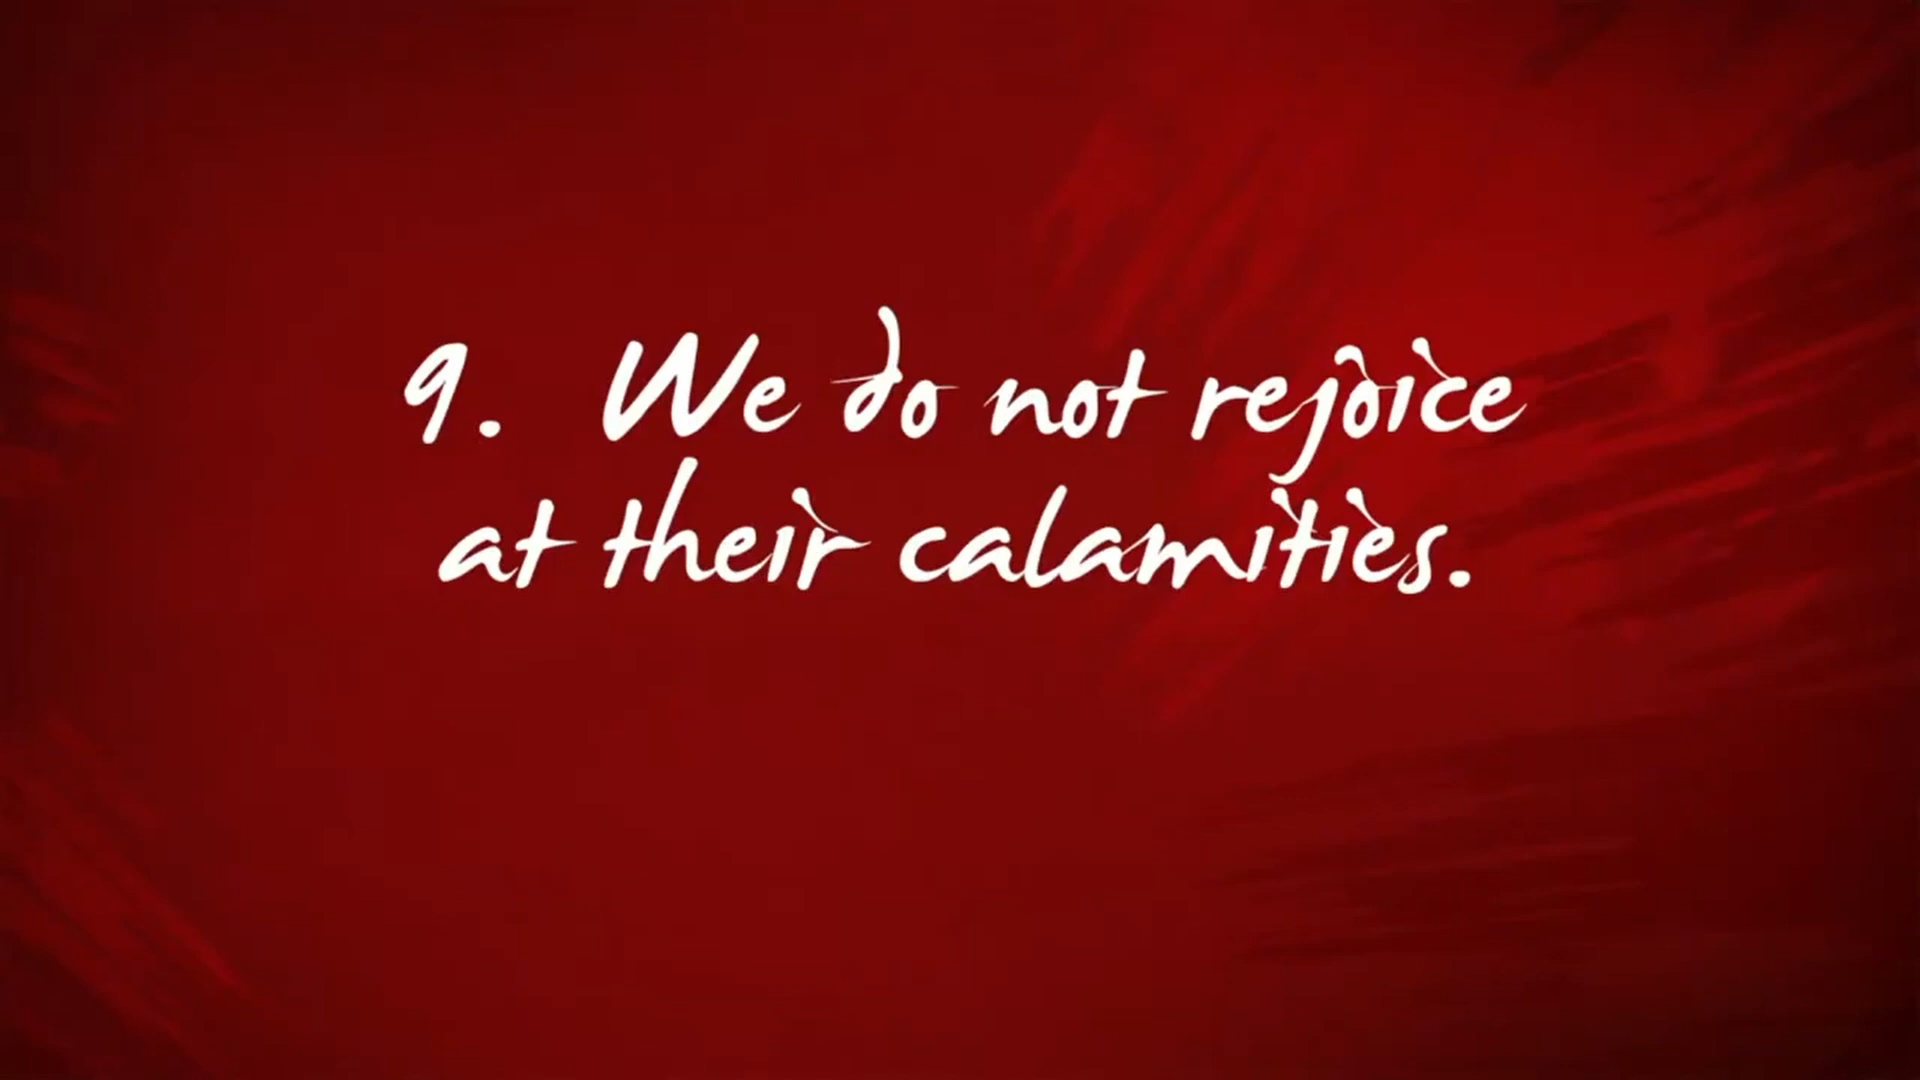 9. We do not rejoice
at their calamities.